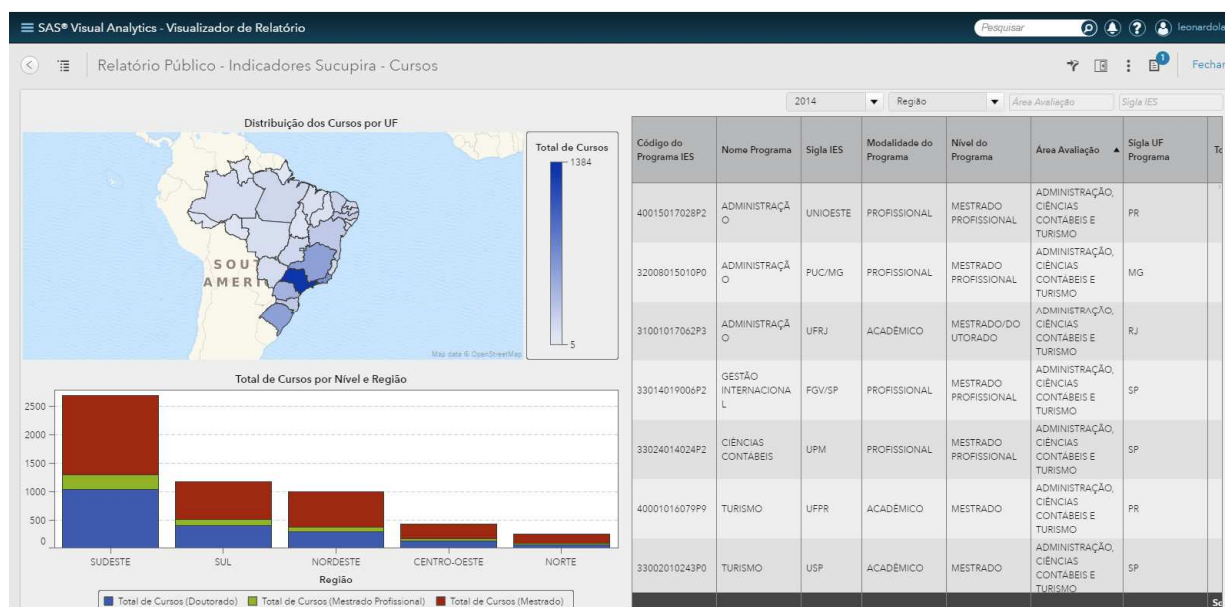 SAS® Visual Analytics - Visualizador de Relatório
Pesquisar
?
Relatório Público - Indicadores Sucupira - Cursos
1
Fechar
2014
Região
Área Avaliação
Sigla IES
Distribuição dos Cursos por UF
Total de Cursos
1384
5
SOUT
AMERI
Map data © OpenStreetMap
Total de Cursos por Nível e Região
2500
2000
1500
1000
500
0
SUDESTE
SUL
NORDESTE
CENTRO-OESTE
NORTE
Região
Total de Cursos (Doutorado)
Total de Cursos (Mestrado Profissional)
Total de Cursos (Mestrado)
Código do
Programa IES
Nome Programa
Sigla IES
Modalidade do
Programa
Nível do
Programa
Área Avaliação
Sigla UF
Programa
40015017028P2
ADMINISTRAÇÃ
O
UNIOESTE
PROFISSIONAL
MESTRADO
PROFISSIONAL
ADMINISTRAÇÃO,
CIÊNCIAS
CONTÁBEIS E
TURISMO
PR
32008015010P0
ADMINISTRAÇÃ
O
PUC/MG
PROFISSIONAL
MESTRADO
PROFISSIONAL
ADMINISTRAÇÃO,
CIÊNCIAS
CONTÁBEIS E
TURISMO
MG
31001017062P3
ADMINISTRAÇÃ
O
UFRJ
ACADÊMICO
MESTRADO/DO
UTORADO
ADMINISTRAÇÃO,
CIÊNCIAS
CONTÁBEIS E
TURISMO
RJ
33014019006P2
GESTÃO
INTERNACIONA
L
FGV/SP
PROFISSIONAL
MESTRADO
PROFISSIONAL
ADMINISTRAÇÃO,
CIÊNCIAS
CONTÁBEIS E
TURISMO
SP
33024014024P2
CIÊNCIAS
CONTÁBEIS
UPM
PROFISSIONAL
MESTRADO
PROFISSIONAL
ADMINISTRAÇÃO,
CIÊNCIAS
CONTÁBEIS E
TURISMO
SP
40001016079P9
TURISMO
UFPR
ACADÊMICO
MESTRADO
ADMINISTRAÇÃO,
CIÊNCIAS
CONTÁBEIS E
TURISMO
PR
33002010243P0
TURISMO
USP
ACADÊMICO
MESTRADO
ADMINISTRAÇÃO,
CIÊNCIAS
CONTÁBEIS E
TURISMO
SP